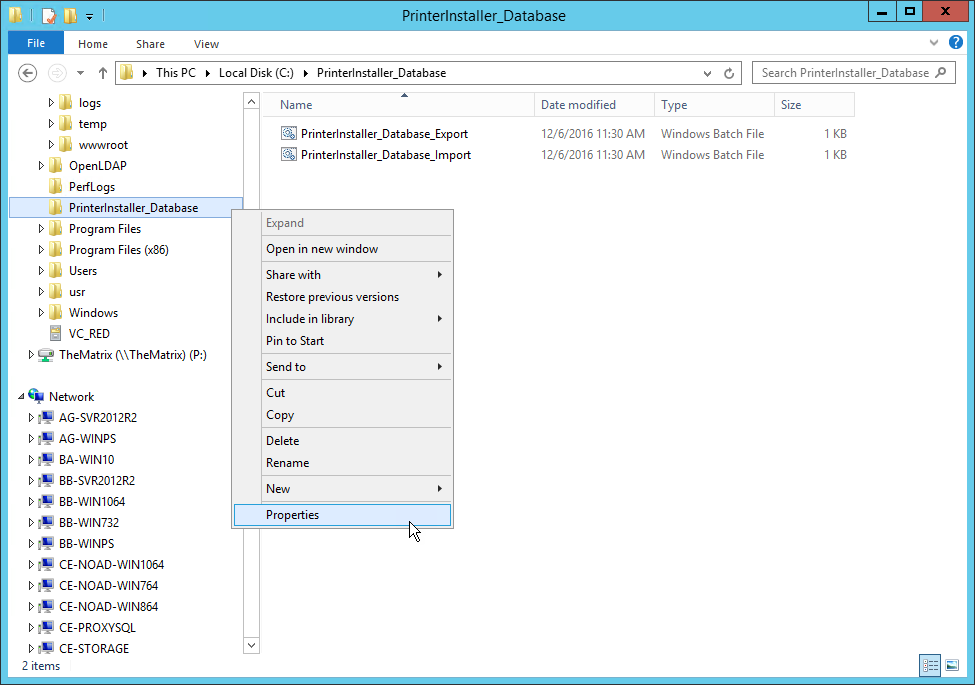 PrinterInstaller_Database
File Home Share View
This PC Local Disk (C:) PrinterInstaller_Database
Search PrinterInstaller_Database
logs
temp
wwwroot
OpenLDAP
PerfLogs
PrinterInstaller_Database
Program Files
Program Files (x86)
Users
usr
Windows
VC_RED
TheMatrix (\\TheMatrix) (P:)
Network
AG-SVR2012R2
AG-WINPS
BA-WIN10
BB-SVR2012R2
BB-WIN1064
BB-WIN732
BB-WINPS
CE-NOAD-WIN1064
CE-NOAD-WIN764
CE-NOAD-WIN864
CE-PROXYSQL
CE-STORAGE
Name Date modified Type Size
PrinterInstaller_Database_Export 12/6/2016 11:30 AM Windows Batch File 1 KB
PrinterInstaller_Database_Import 12/6/2016 11:30 AM Windows Batch File 1 KB
Expand
Open in new window
Share with
Restore previous versions
Include in library
Pin to Start
Send to
Cut
Copy
Delete
Rename
New
Properties
2 items